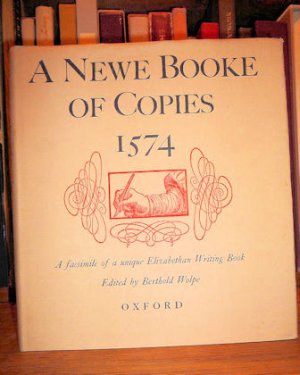 A NEWE BOOKE
OF COPIES
1574
A facsimile of a unique Elizabethan Writing Book
Edited by Berthold Wolpe
OXFORD